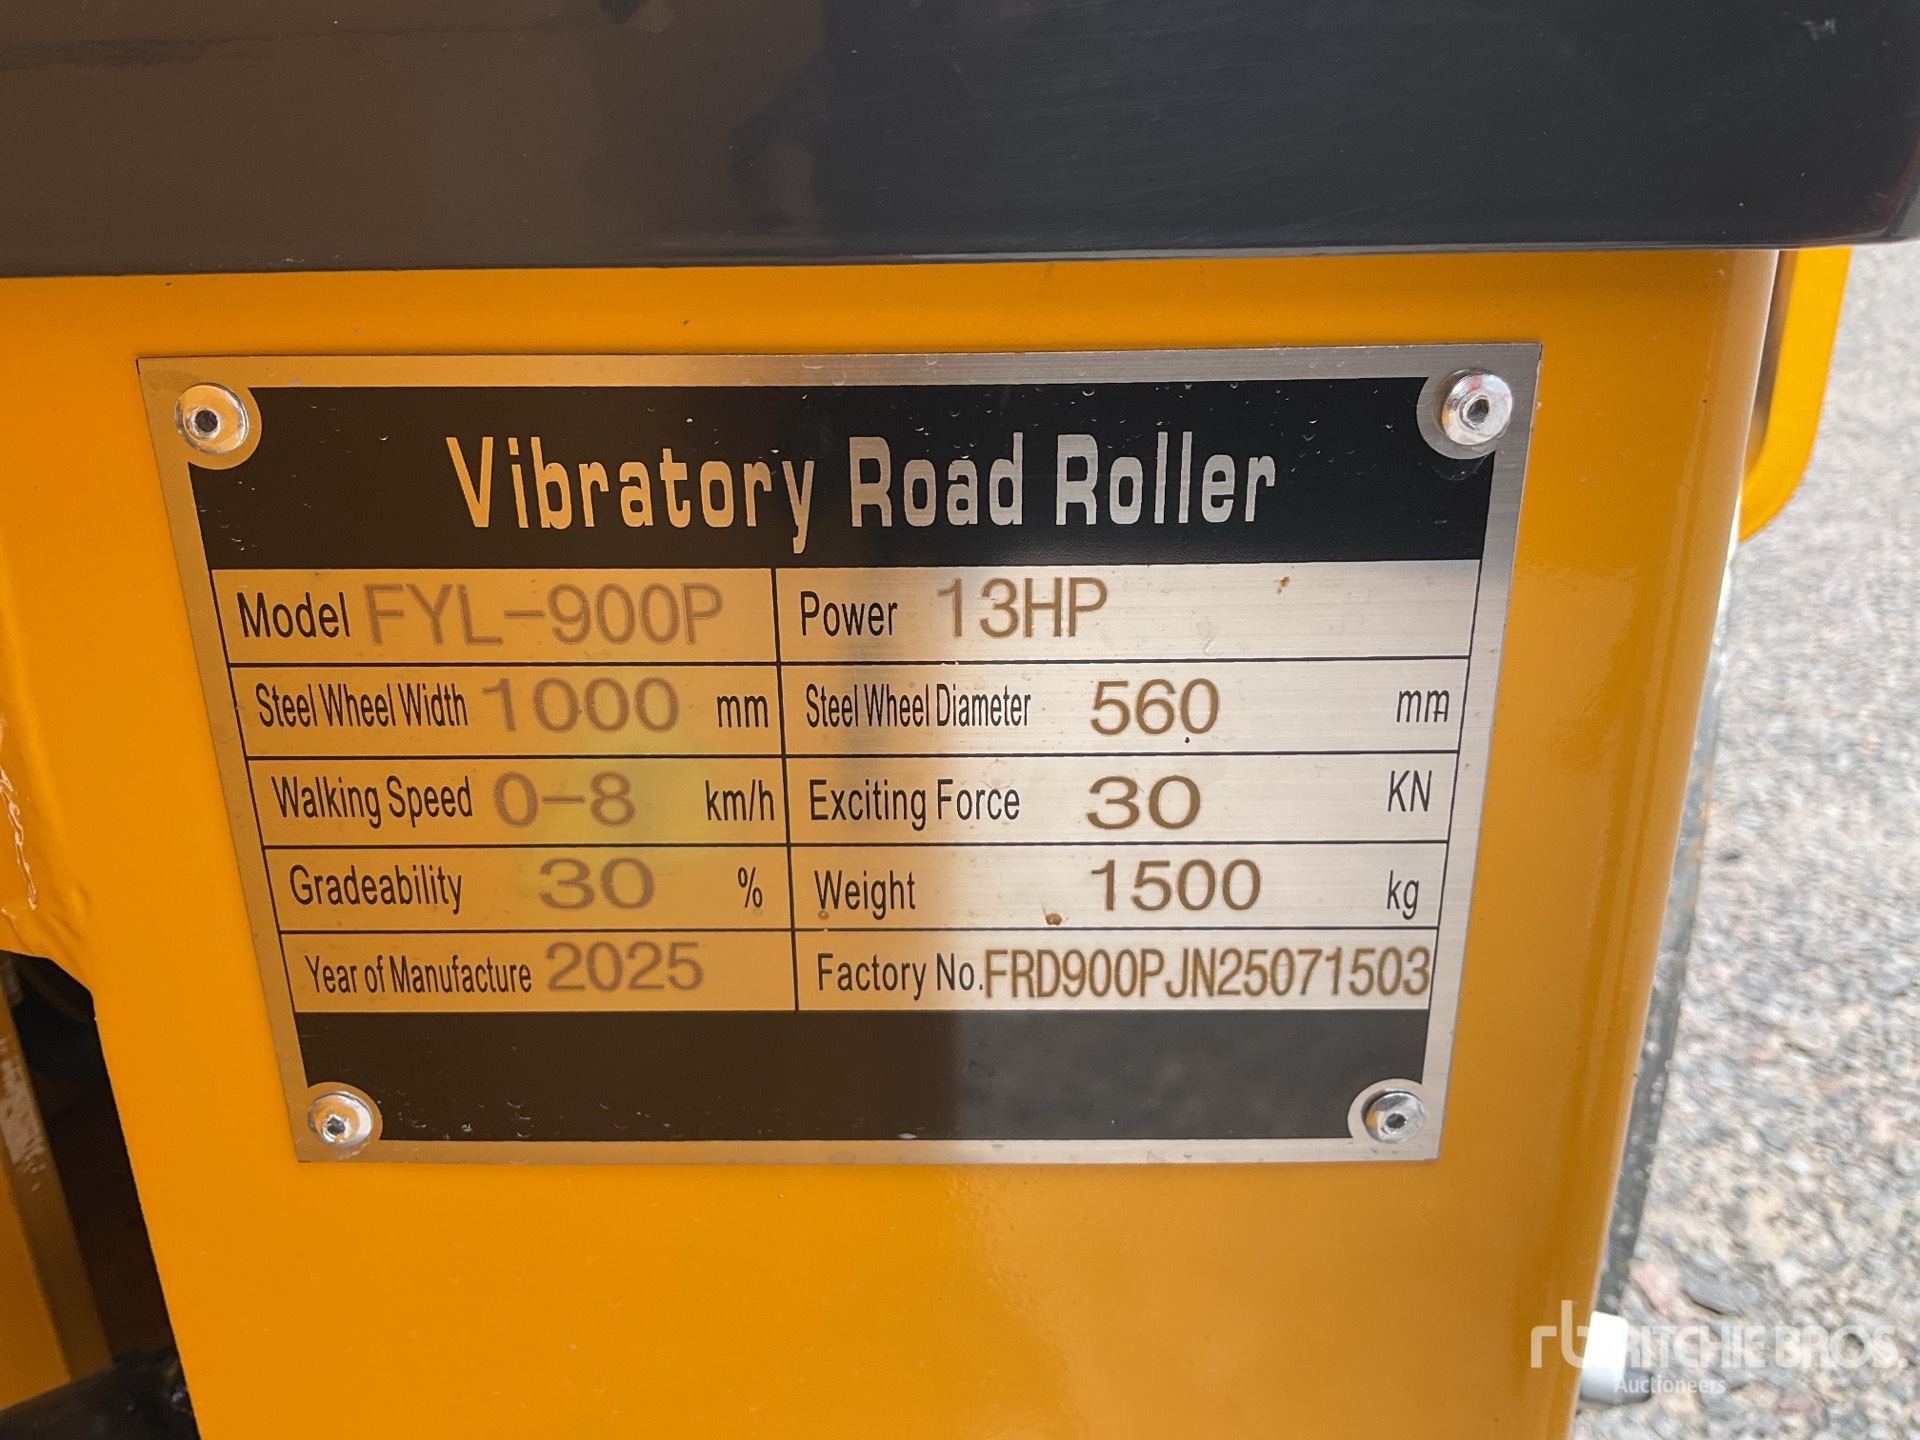 Vibratory Road Roller
Model FYL-900P Power 13HP
Steel Wheel Width 1000 mm Steel Wheel Diameter 560 mm
Walking Speed 0-8 km/h Exciting Force 30 KN
Gradeability 30 % Weight 1500 kg
Year of Manufacture 2025 Factory No. FRD900PJN25071503
rb RITCHIE BROS.
Auctioneers